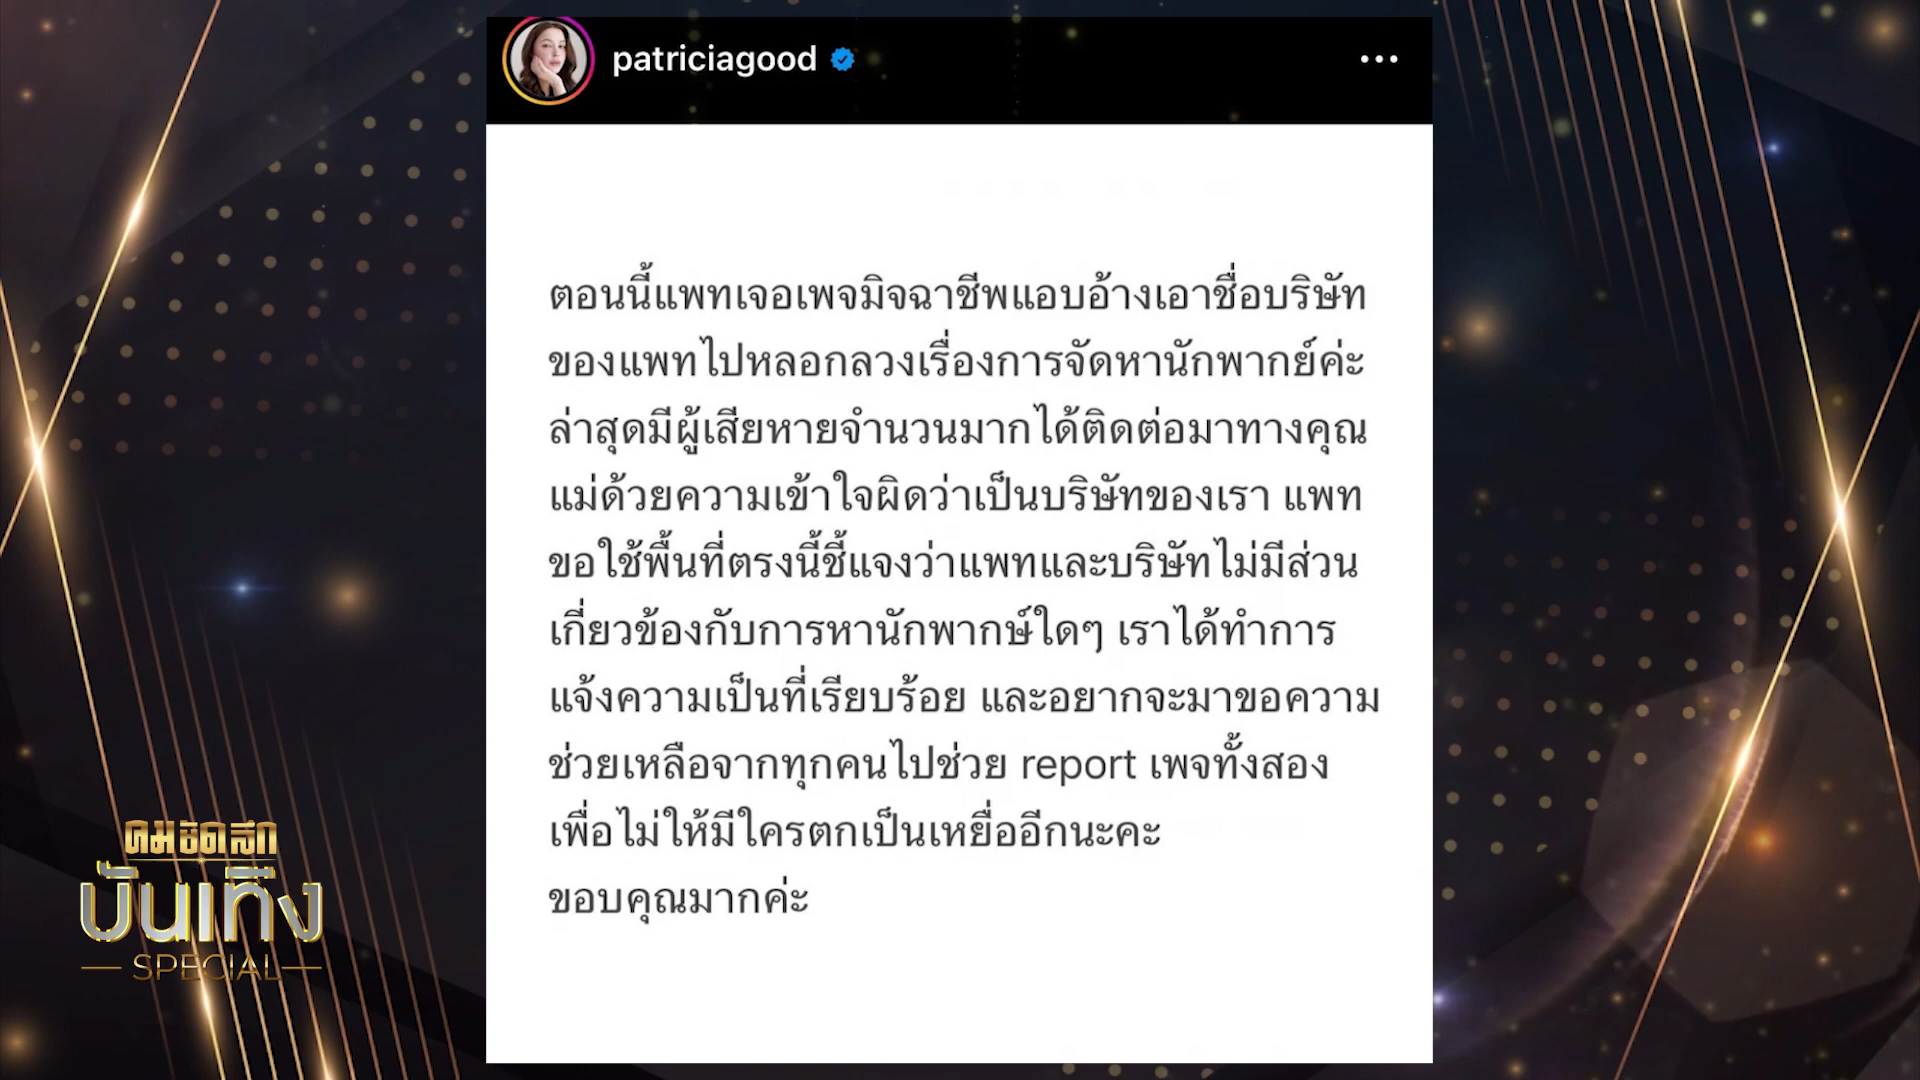 patriciagood
ตอนนี้แพทเจอเพจมิจฉาชีพแอบอ้างเอาชื่อบริษัท
ของแพทไปหลอกลวงเรื่องการจัดหานักพากย์ค่ะ
ล่าสุดมีผู้เสียหายจำนวนมากได้ติดต่อมาทางคุณ
แม่ด้วยความเข้าใจผิดว่าเป็นบริษัทของเรา แพท
ขอใช้พื้นที่ตรงนี้ชี้แจงว่าแพทและบริษัทไม่มีส่วน
เกี่ยวข้องกับการหานักพากษ์ใดๆ เราได้ทำการ
แจ้งความเป็นที่เรียบร้อย และอยากจะมาขอความ
ช่วยเหลือจากทุกคนไปช่วย report เพจทั้งสอง
เพื่อไม่ให้มีใครตกเป็นเหยื่ออีกนะคะ
ขอบคุณมากค่ะ
คมชัดลึก
บันเทิง
SPECIAL